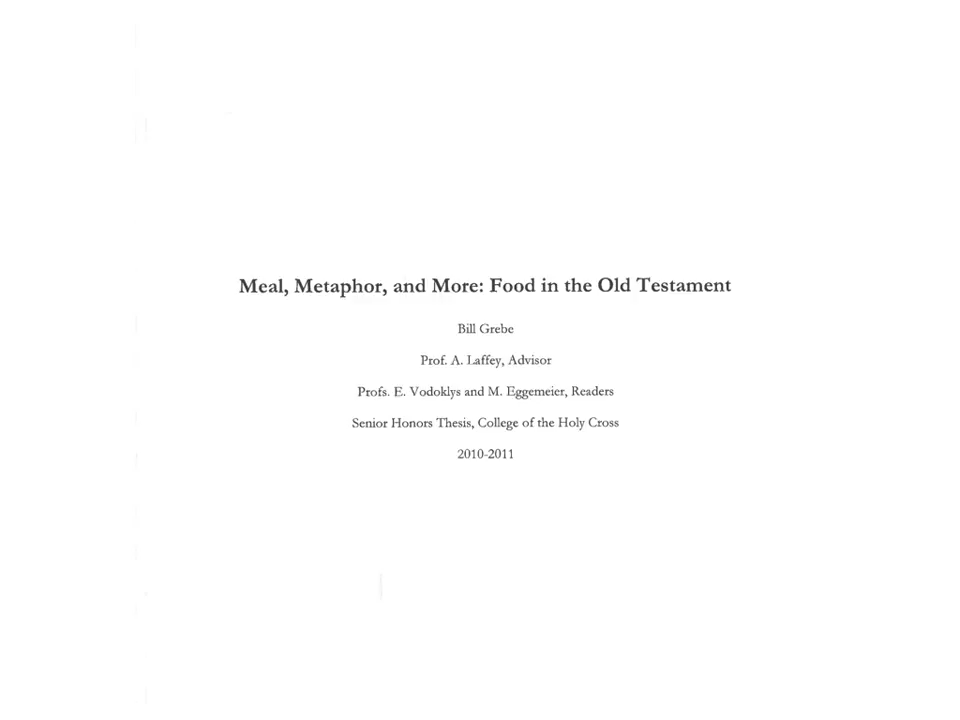 Meal, Metaphor, and More: Food in the Old Testament
Bill Grebe
Prof. A. Laffey, Advisor
Profs. E. Vodoklys and M. Eggemeier, Readers
Senior Honors Thesis, College of the Holy Cross
2010-2011